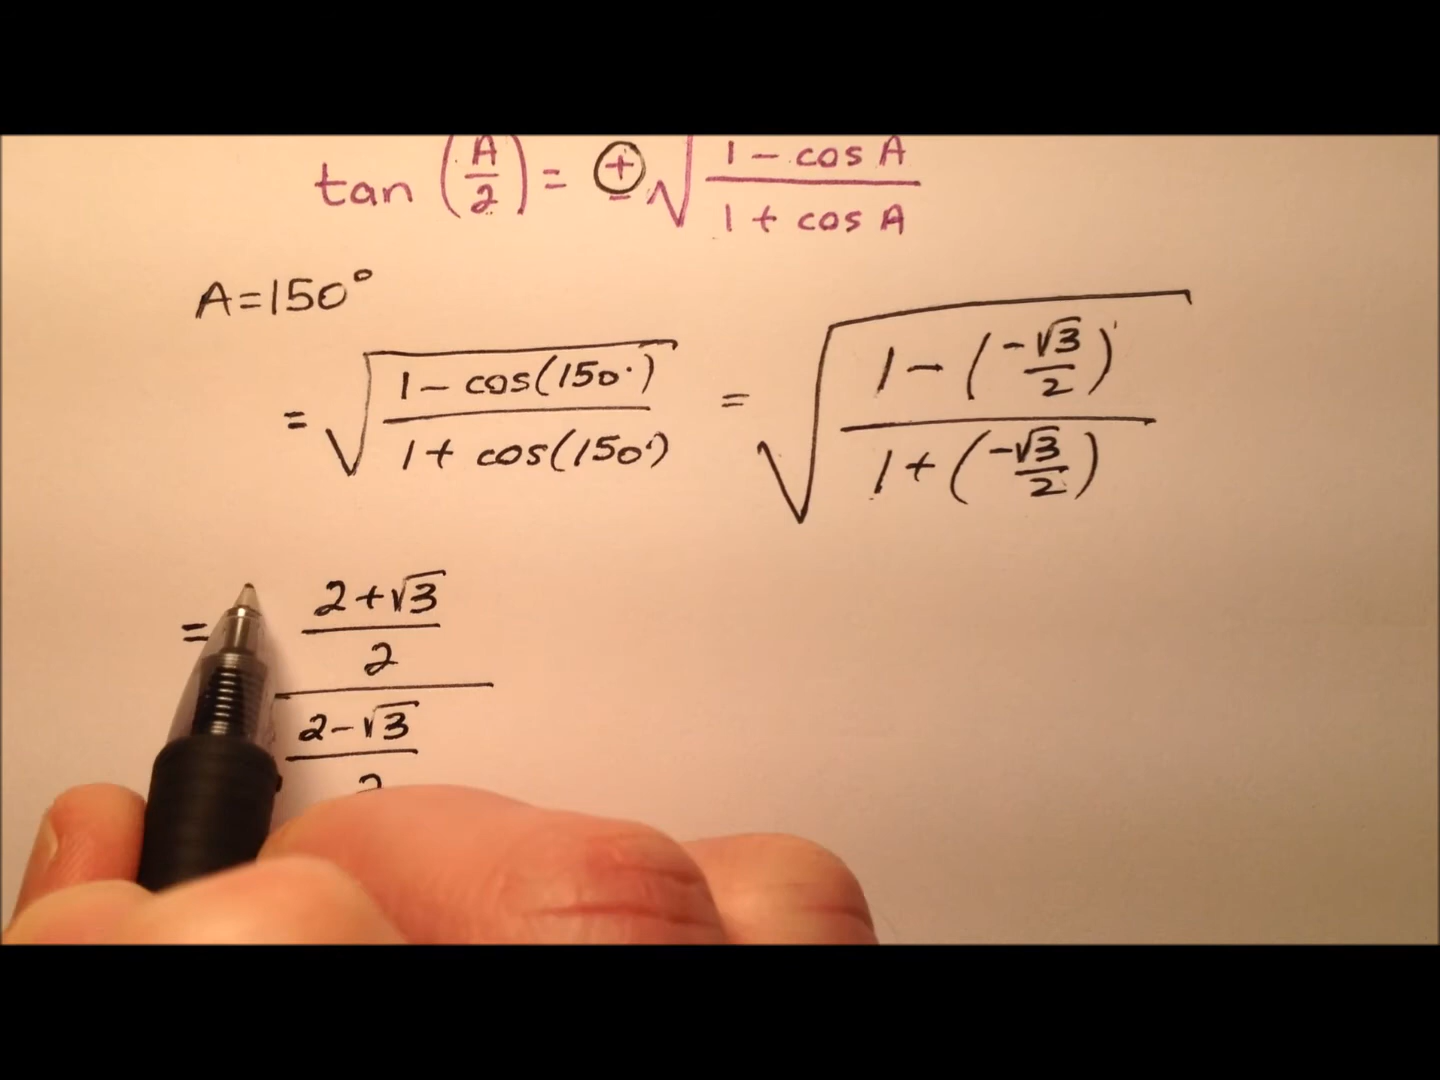 tan (A/2) = ± √((1 - cos A)/(1 + cos A))
A = 150°
= √((1 - cos(150°))/(1 + cos(150°))) = √((1 - (-√3/2))/(1 + (-√3/2)))
= ((2 + √3)/2)/((2 - √3)/2)